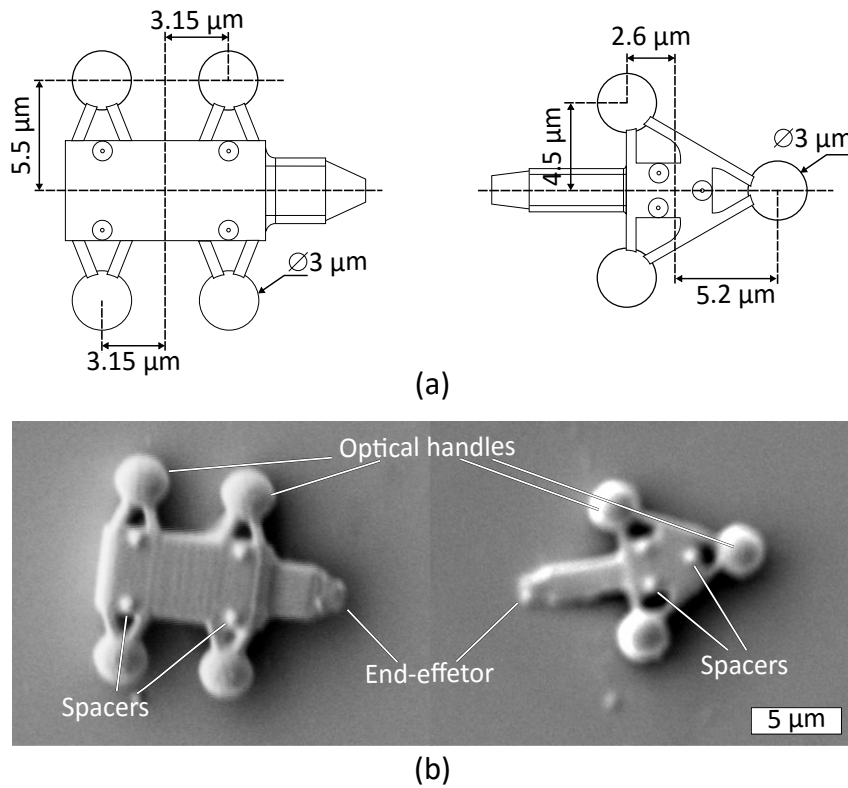 3.15 µm
5.5 µm
⌀3 µm
3.15 µm
2.6 µm
4.5 µm
⌀3 µm
5.2 µm
(a)
Optical handles
End-effetor
Spacers
Spacers
5 µm
(b)